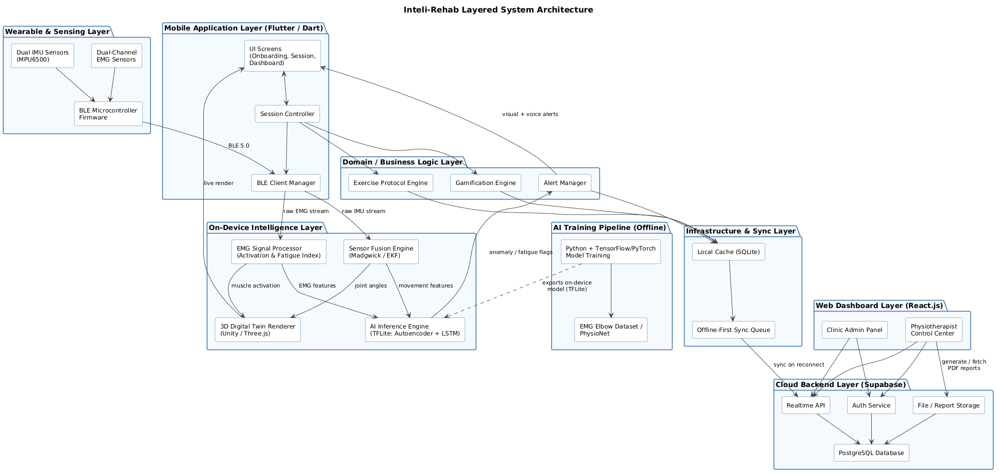 Inteli-Rehab Layered System Architecture
Wearable & Sensing Layer
Dual IMU Sensors
(MPU6500)
Dual-Channel
EMG Sensors
BLE Microcontroller
Firmware
Mobile Application Layer (Flutter / Dart)
UI Screens
(Onboarding, Session,
Dashboard)
Session Controller
BLE Client Manager
BLE 5.0
live render
visual + voice alerts
Domain / Business Logic Layer
Exercise Protocol Engine
Gamification Engine
Alert Manager
raw EMG stream
raw IMU stream
On-Device Intelligence Layer
EMG Signal Processor
(Activation & Fatigue Index)
Sensor Fusion Engine
(Madgwick / EKF)
muscle activation
EMG features
joint angles
movement features
3D Digital Twin Renderer
(Unity / Three.js)
AI Inference Engine
(TFLite: Autoencoder + LSTM)
anomaly / fatigue flags
AI Training Pipeline (Offline)
Python + TensorFlow/PyTorch
Model Training
exports on-device
model (TFLite)
EMG Elbow Dataset /
PhysioNet
Infrastructure & Sync Layer
Local Cache (SQLite)
Offline-First Sync Queue
sync on reconnect
Web Dashboard Layer (React.js)
Clinic Admin Panel
Physiotherapist
Control Center
generate / fetch
PDF reports
Cloud Backend Layer (Supabase)
Realtime API
Auth Service
File / Report Storage
PostgreSQL Database